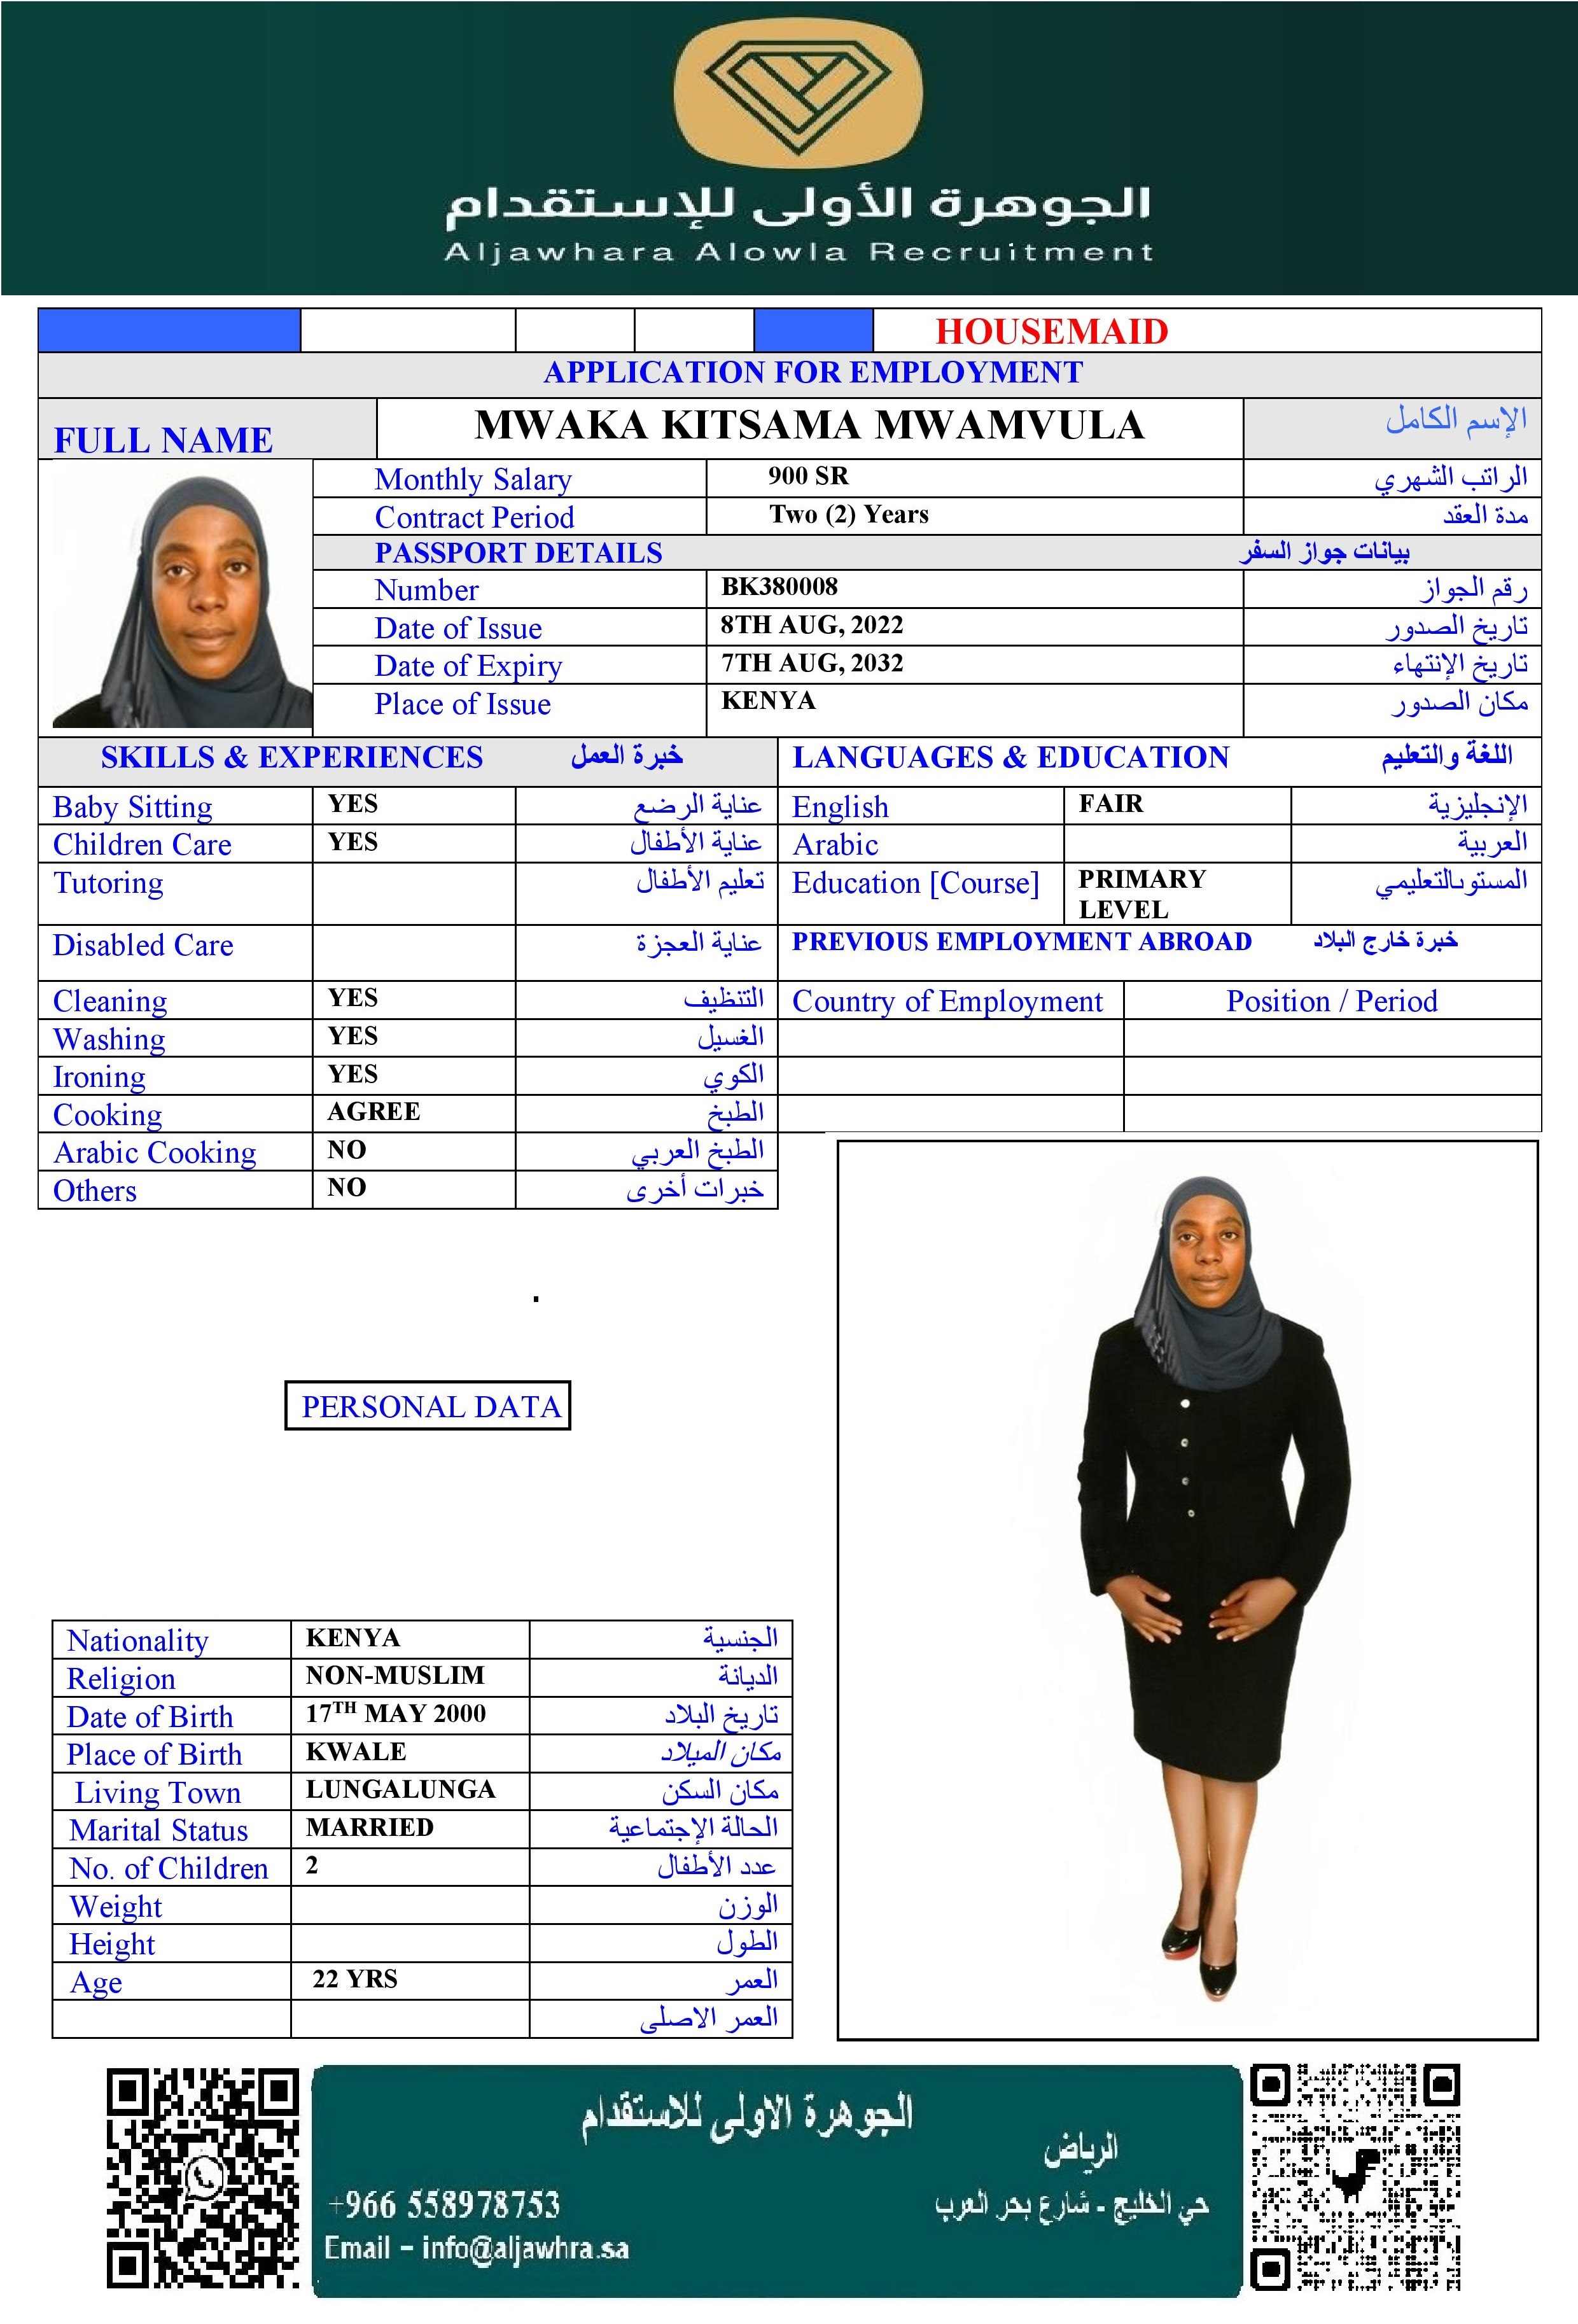 الجوهرة الأولى للإستقدام
Aljawhara Alowla Recruitment
HOUSEMAID
APPLICATION FOR EMPLOYMENT
FULL NAME MWAKA KITSAMA MWAMVULA الإسم الكامل
Monthly Salary 900 SR الراتب الشهري
Contract Period Two (2) Years مدة العقد
PASSPORT DETAILS بيانات جواز السفر
Number BK380008 رقم الجواز
Date of Issue 8TH AUG, 2022 تاريخ الصدور
Date of Expiry 7TH AUG, 2032 تاريخ الإنتهاء
Place of Issue KENYA مكان الصدور
SKILLS & EXPERIENCES خبرة العمل
Baby Sitting YES عناية الرضع
Children Care YES عناية الأطفال
Tutoring تعليم الأطفال
Disabled Care عناية العجزة
Cleaning YES التنظيف
Washing YES الغسيل
Ironing YES الكوي
Cooking AGREE الطبخ
Arabic Cooking NO الطبخ العربي
Others NO خبرات أخرى
LANGUAGES & EDUCATION اللغة والتعليم
English FAIR الإنجليزية
Arabic العربية
Education [Course] PRIMARY LEVEL المستوىالتعليمي
PREVIOUS EMPLOYMENT ABROAD خبرة خارج البلاد
Country of Employment Position / Period
.
PERSONAL DATA
Nationality KENYA الجنسية
Religion NON-MUSLIM الديانة
Date of Birth 17TH MAY 2000 تاريخ البلاد
Place of Birth KWALE مكان الميلاد
Living Town LUNGALUNGA مكان السكن
Marital Status MARRIED الحالة الإجتماعية
No. of Children 2 عدد الأطفال
Weight الوزن
Height الطول
Age 22 YRS العمر
العمر الاصلى
الجوهرة الاولى للاستقدام
الرياض
حي الخليج - شارع بحر العرب
+966 558978753
Email - info@aljawhra.sa